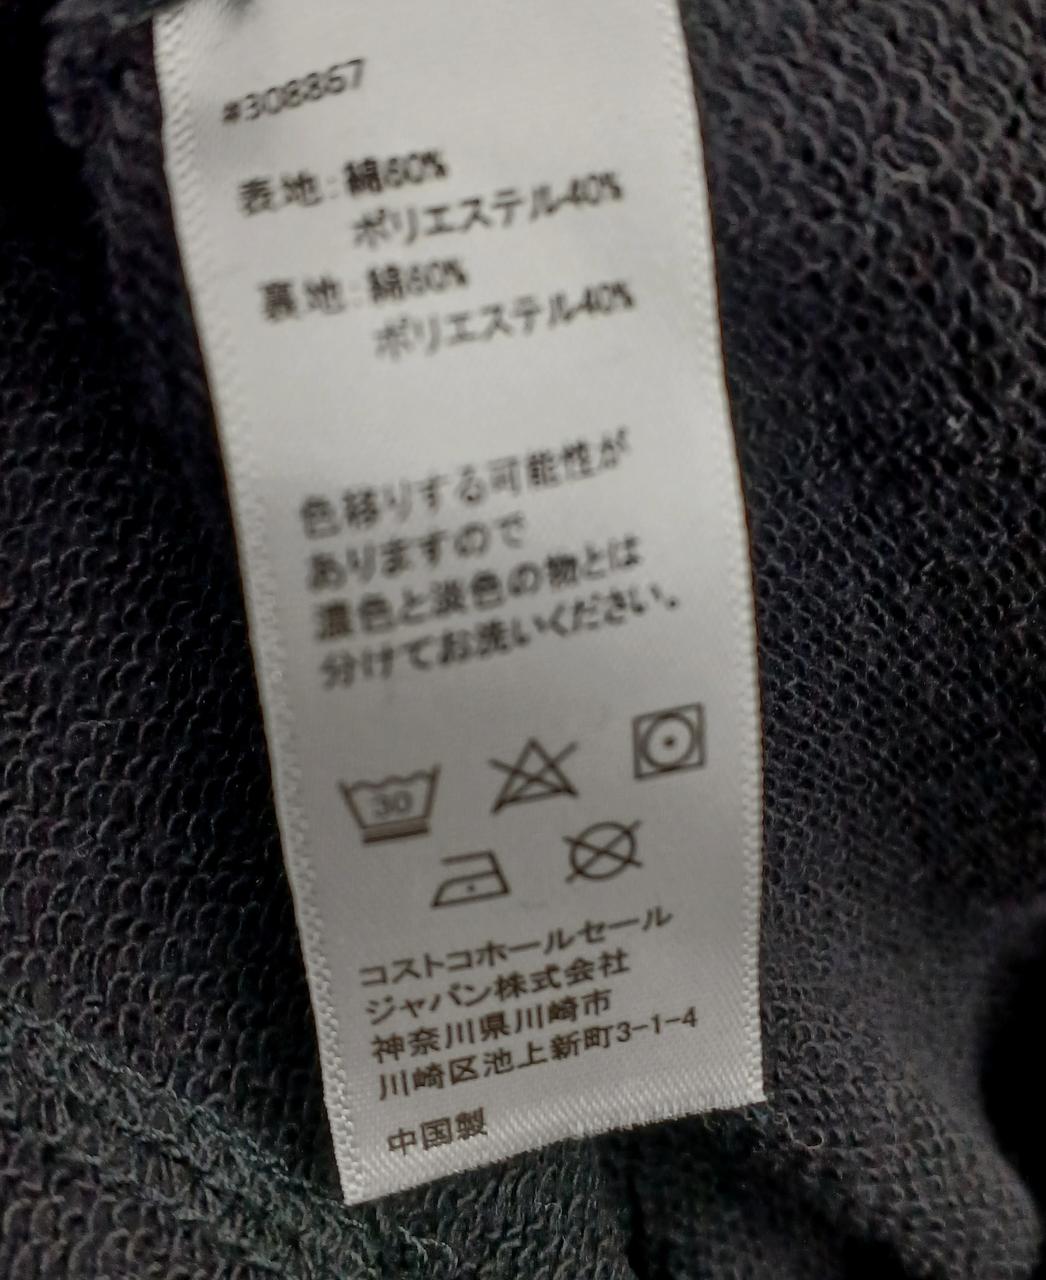 #308867
表地:綿60%
ポリエステル40%
裏地:綿60%
ポリエステル40%
色移りする可能性が
ありますので
濃色と淡色の物とは
分けてお洗いください。
30
コストコホールセール
ジャパン株式会社
神奈川県川崎市
川崎区池上新町3-1-4
中国製